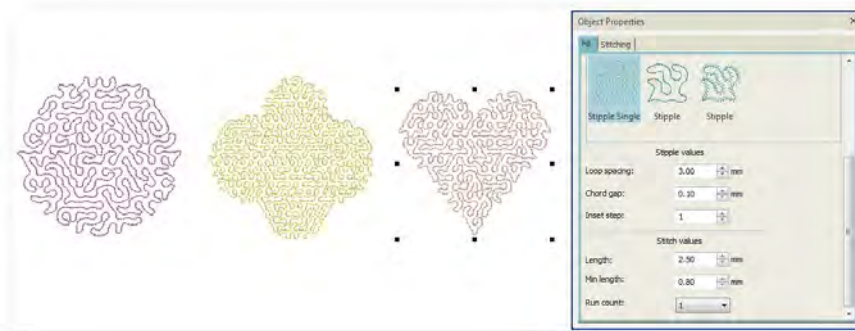 Object Properties
Fill Stitching
Stipple Single Stipple Stipple
Stipple values
Loop spacing: 3.00 mm
Chord gap: 0.10 mm
Inset step: 1
Stitch values
Length: 2.50 mm
Min length: 0.80 mm
Run count: 1